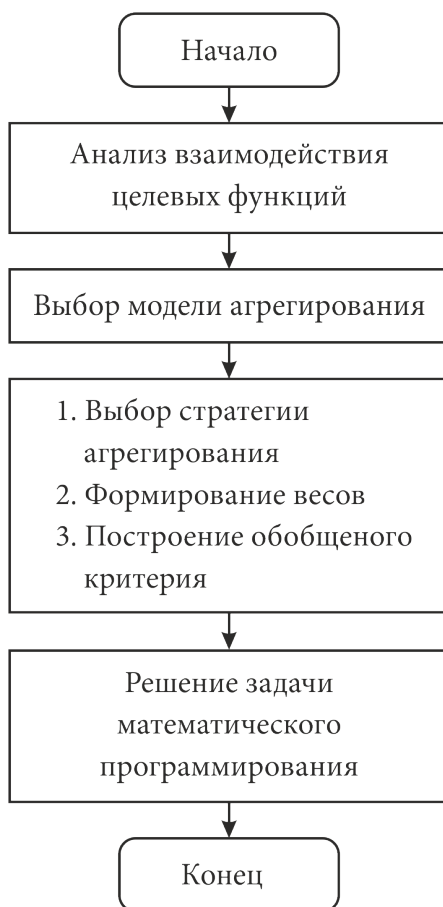 Начало
Анализ взаимодействия
целевых функций
Выбор модели агрегирования
1. Выбор стратегии
агрегирования
2. Формирование весов
3. Построение обобщеного
критерия
Решение задачи
математического
программирования
Конец